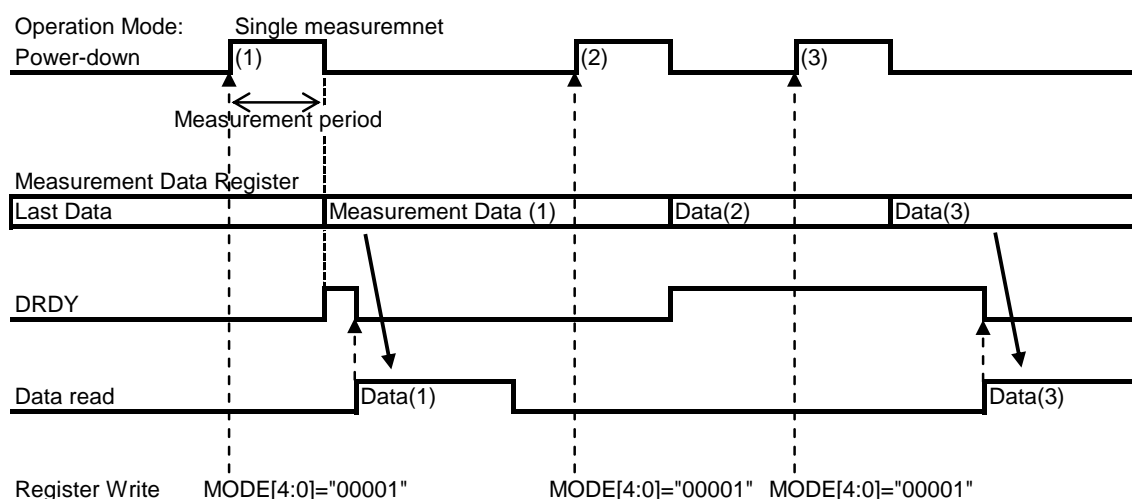 Operation Mode: Single measuremnet
Power-down (1) (2) (3)
Measurement period
Measurement Data Register
Last Data Measurement Data (1) Data(2) Data(3)
DRDY
Data read Data(1) Data(3)
Register Write MODE[4:0]="00001" MODE[4:0]="00001" MODE[4:0]="00001"